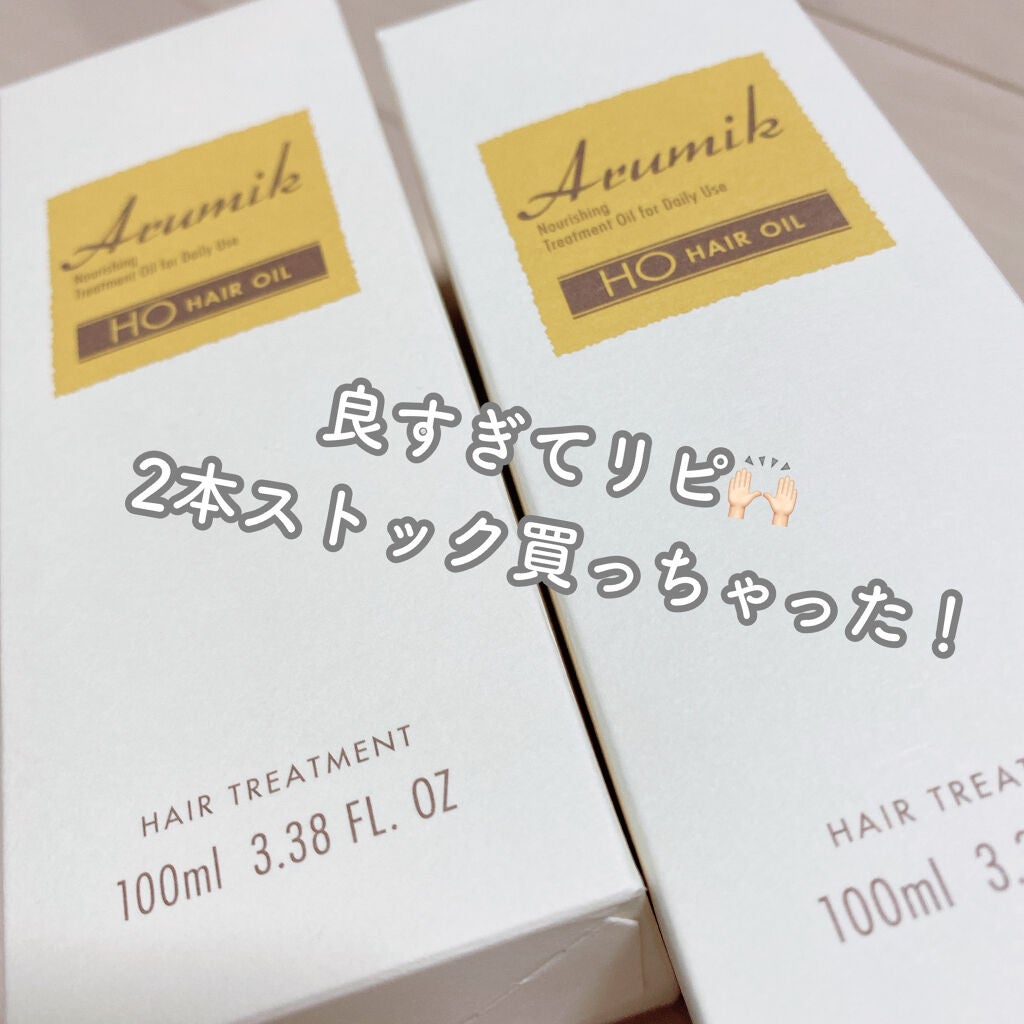 Arumik
Nourishing
Treatment Oil for Daily Use
HO HAIR OIL
Arumik
Nourishing
Treatment Oil for Daily Use
HO HAIR OIL
良すぎてリピ🙌🏻
2本ストック買っちゃった！
HAIR TREATMENT
100ml 3.38 FL. OZ
HAIR TREAT
100ml 3.3